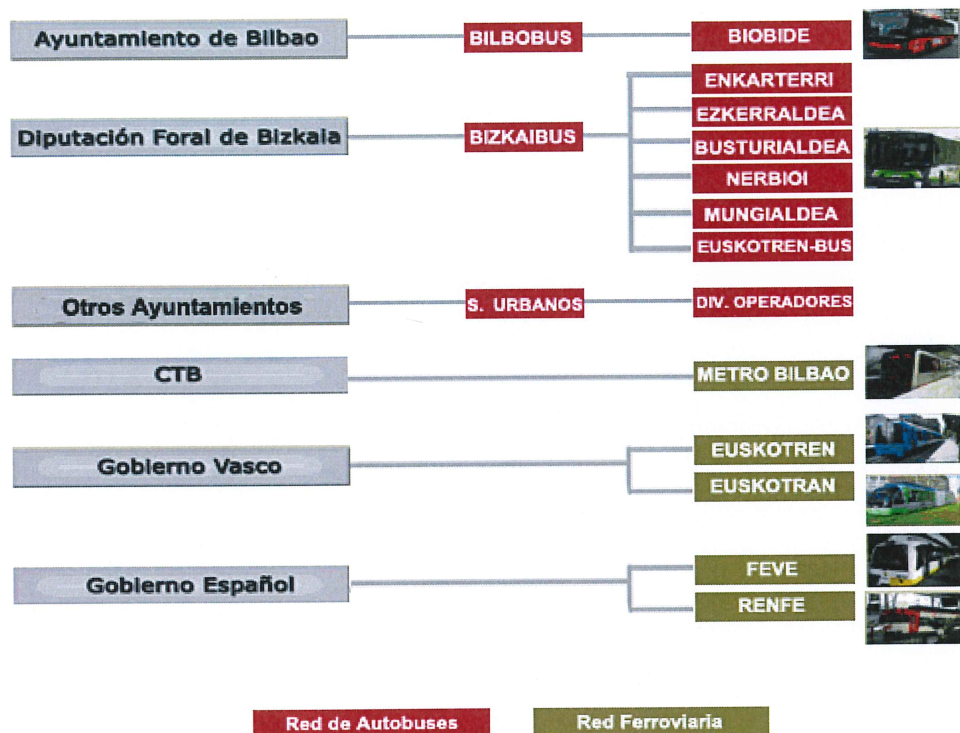 Ayuntamiento de Bilbao
BILBOBUS
BIOBIDE
Diputación Foral de Bizkaia
BIZKAIBUS
ENKARTERRI
EZKERRALDEA
BUSTURIALDEA
NERBIOI
MUNGIALDEA
EUSKOTREN-BUS
Otros Ayuntamientos
S. URBANOS
DIV. OPERADORES
CTB
METRO BILBAO
Gobierno Vasco
EUSKOTREN
EUSKOTRAN
Gobierno Español
FEVE
RENFE
Red de Autobuses
Red Ferroviaria